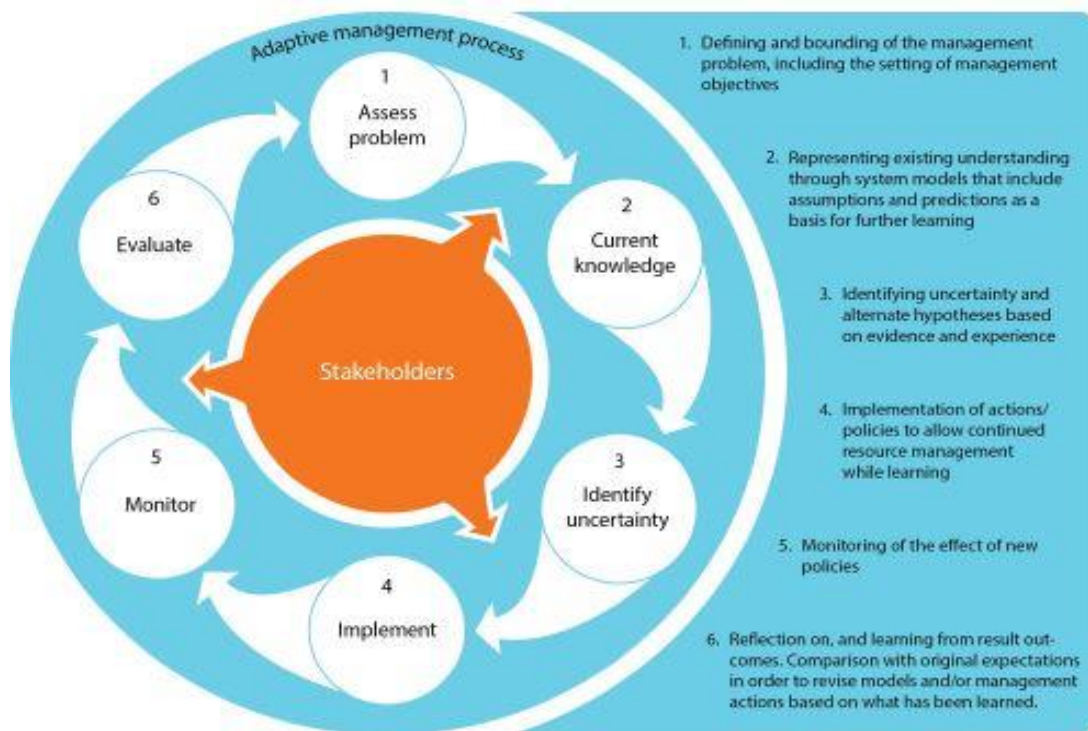 Adaptive management process
1
Assess
problem
2
Current
knowledge
3
Identify
uncertainty
4
Implement
5
Monitor
6
Evaluate
Stakeholders
1. Defining and bounding of the management
problem, including the setting of management
objectives
2. Representing existing understanding
through system models that include
assumptions and predictions as a
basis for further learning
3. Identifying uncertainty and
alternate hypotheses based
on evidence and experience
4. Implementation of actions/
policies to allow continued
resource management
while learning
5. Monitoring of the effect of new
policies
6. Reflection on, and learning from result out-
comes. Comparison with original expectations
in order to revise models and/or management
actions based on what has been learned.